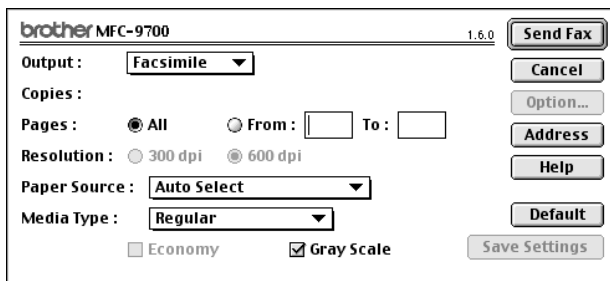 brother MFC-9700 1.6.0 Send Fax
Output : Facsimile Cancel
Copies : Option...
Pages : All From : To : Address
Resolution : 300 dpi 600 dpi Help
Paper Source : Auto Select
Media Type : Regular Default
Economy Gray Scale Save Settings